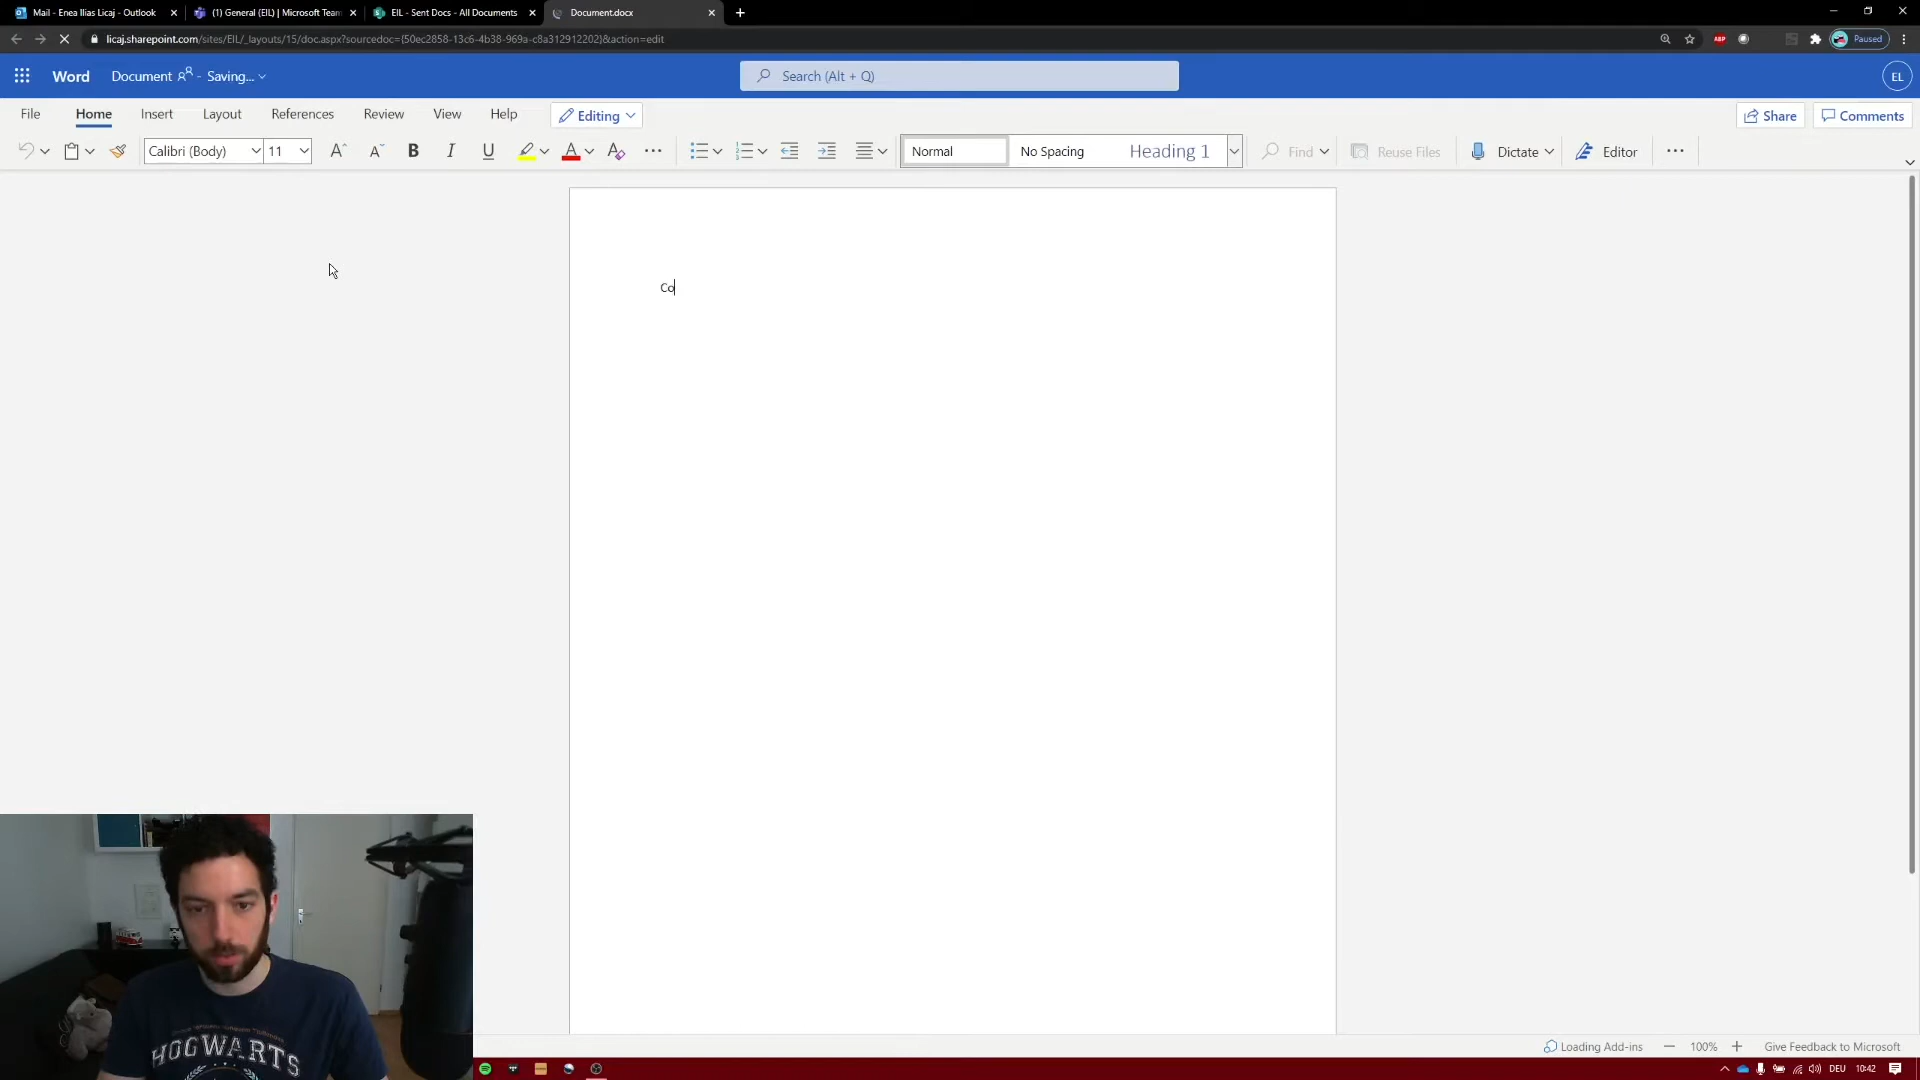 Mail - Enea Ilias Licaj - Outlook
(1) General (EIL) | Microsoft Team
EIL - Sent Docs - All Documents
Document.docx
licaj.sharepoint.com/sites/EIL/_layouts/15/doc.aspx?sourcedoc={50ec2858-13c6-4b38-969a-c8a312912202}&action=edit
ABP
Paused
Word
Document - Saving...
Search (Alt + Q)
EL
File
Home
Insert
Layout
References
Review
View
Help
Editing
Share
Comments
Calibri (Body)
11
Normal
No Spacing
Heading 1
Find
Reuse Files
Dictate
Editor
Co
HOGWARTS
Loading Add-ins
100%
Give Feedback to Microsoft
DEU
10:42